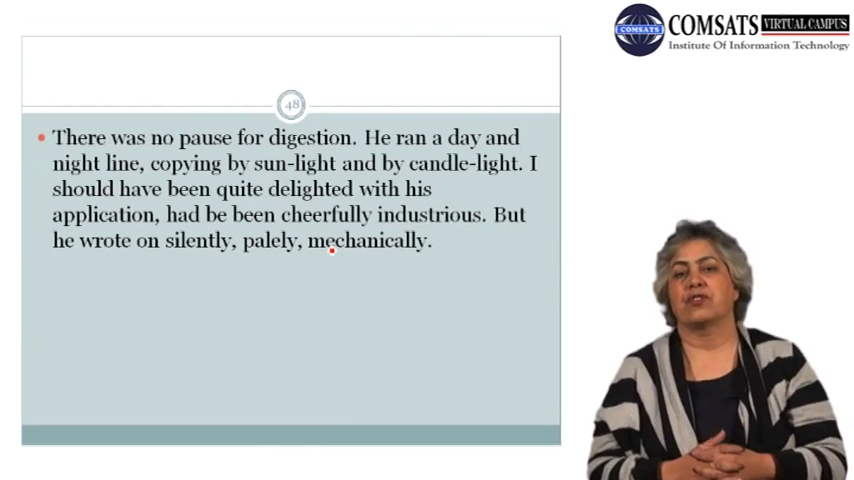 COMSATS VIRTUAL CAMPUS
COMSATS
Institute Of Information Technology
48
There was no pause for digestion. He ran a day and
night line, copying by sun-light and by candle-light. I
should have been quite delighted with his
application, had be been cheerfully industrious. But
he wrote on silently, palely, mechanically.